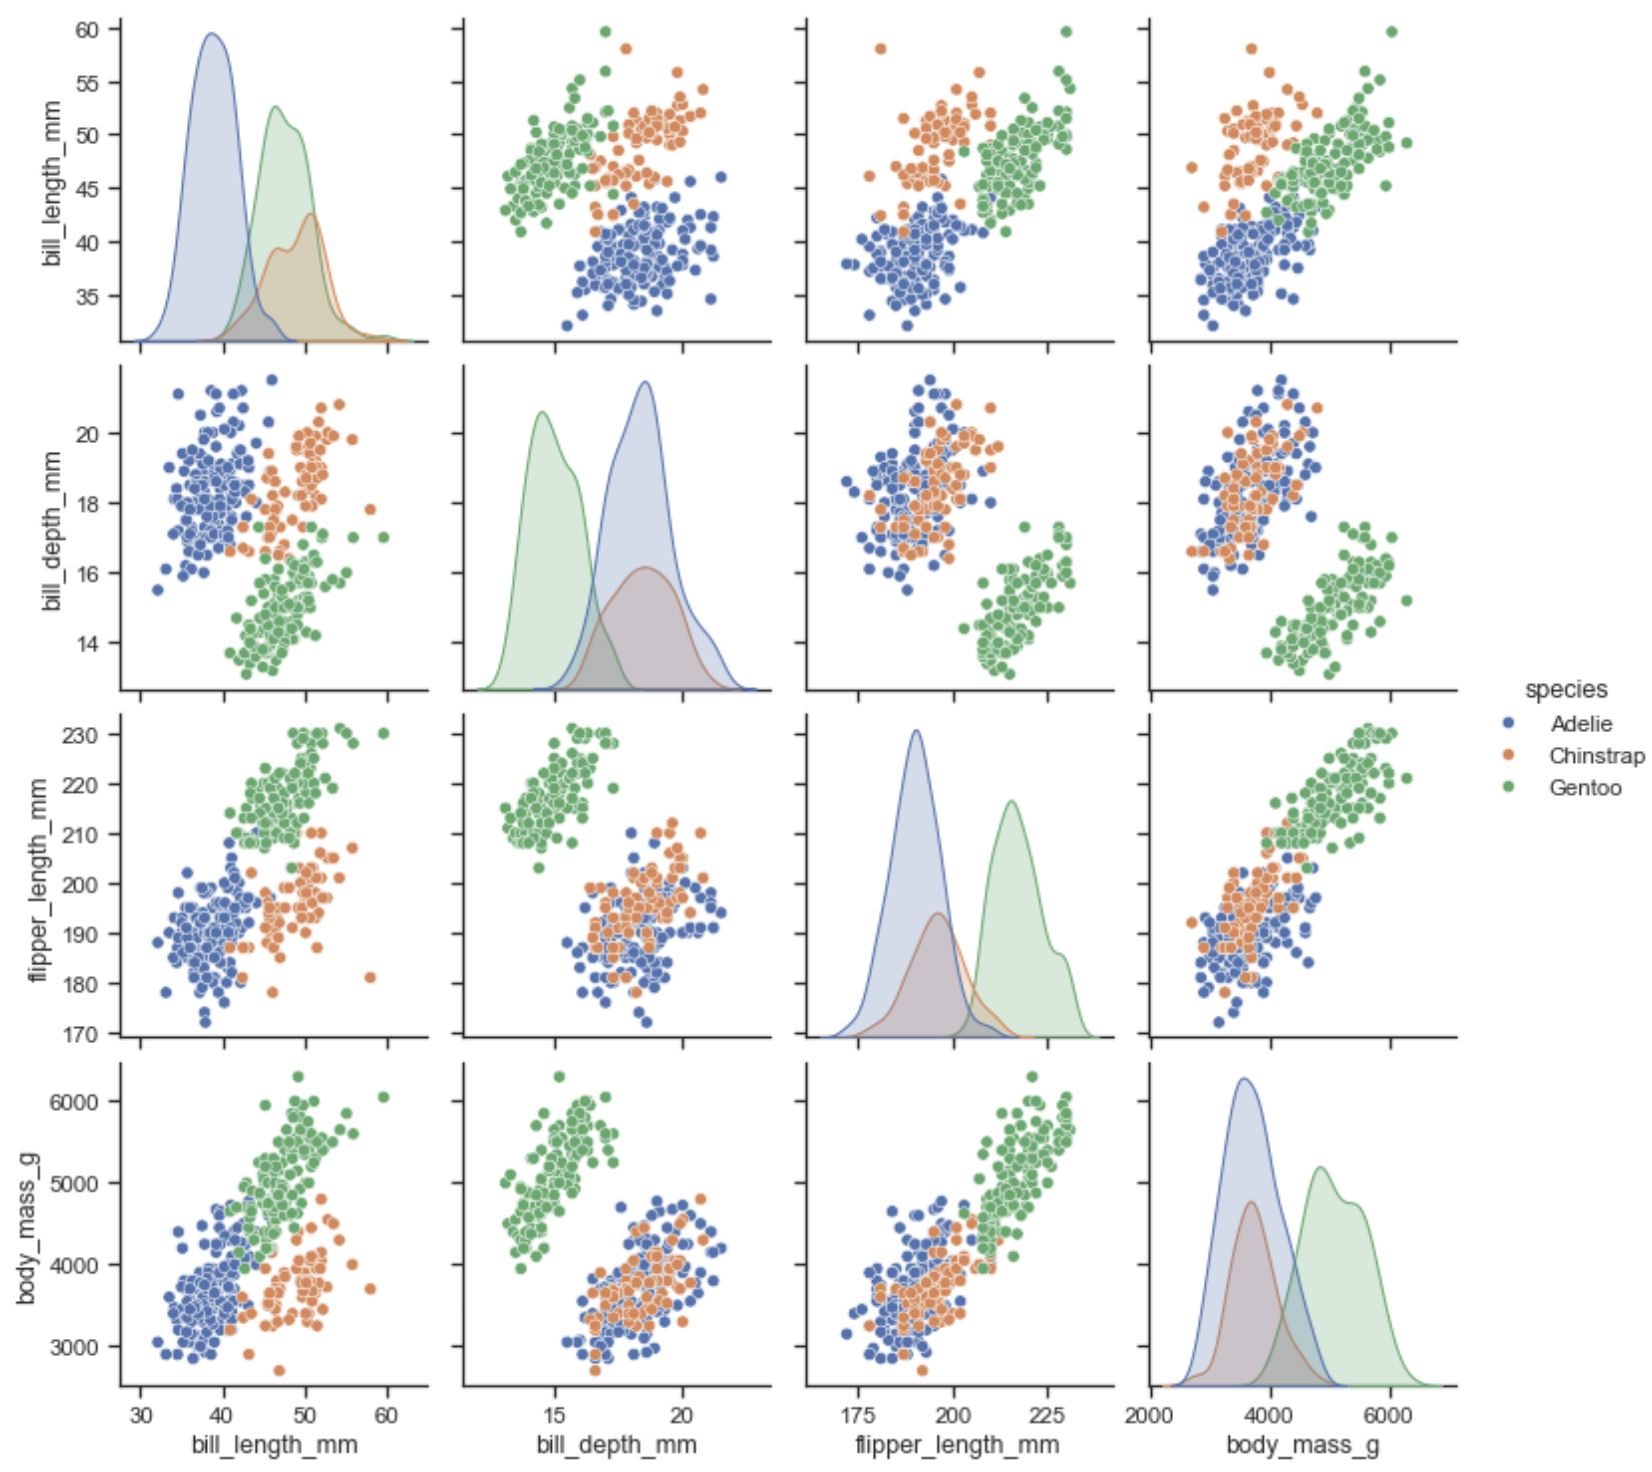 60
55
50
45
40
35
bill_length_mm
20
18
16
14
bill_depth_mm
230
220
210
200
190
180
170
flipper_length_mm
6000
5000
4000
3000
body_mass_g
30 40 50 60
bill_length_mm
15 20
bill_depth_mm
175 200 225
flipper_length_mm
2000 4000 6000
body_mass_g
species
Adelie
Chinstrap
Gentoo